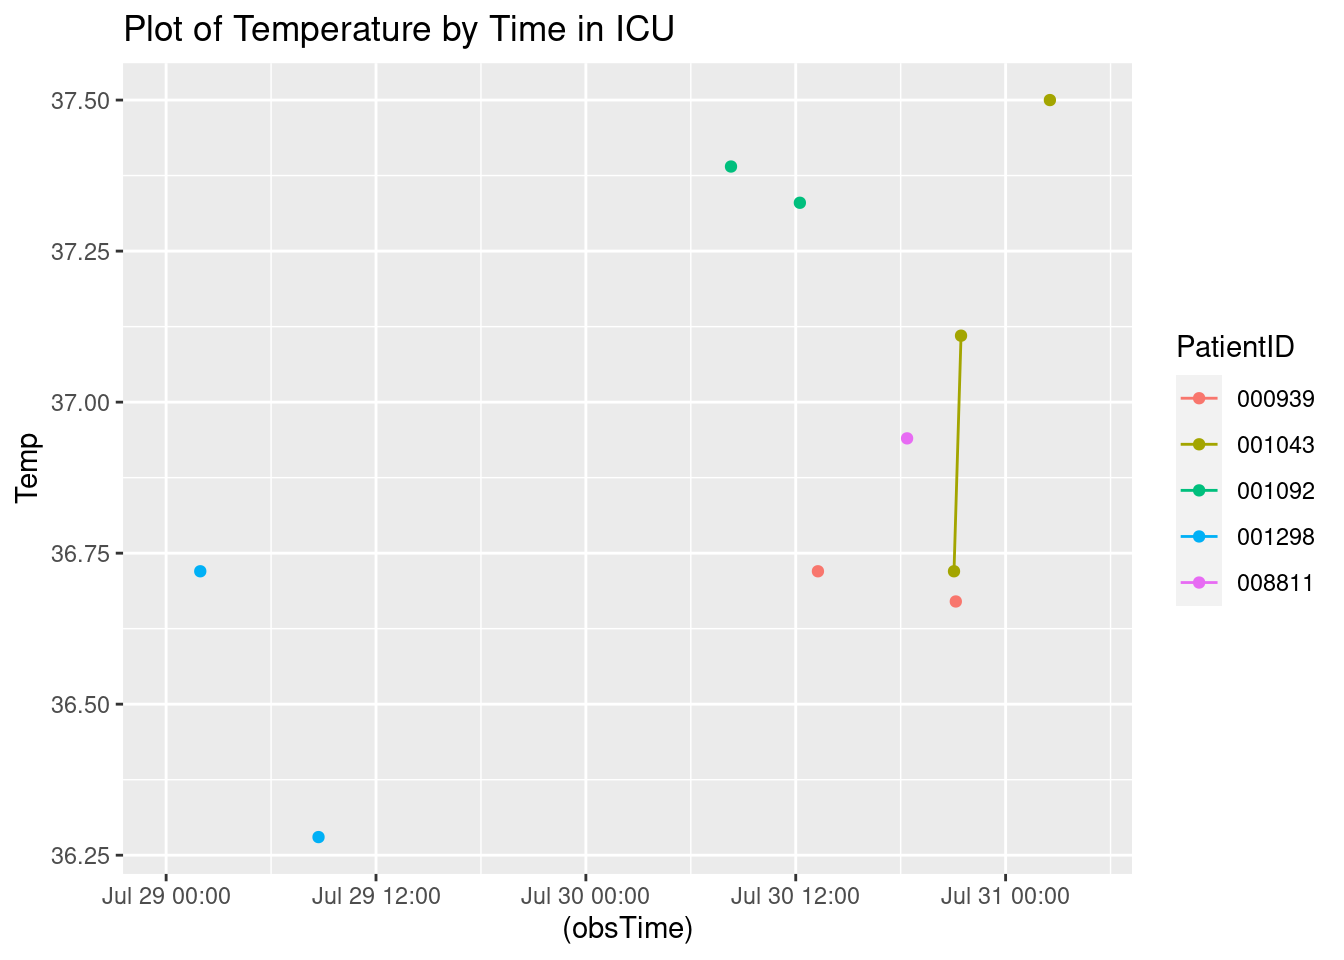 Plot of Temperature by Time in ICU
37.50
37.25
37.00
36.75
36.50
36.25
Temp
Jul 29 00:00 Jul 29 12:00 Jul 30 00:00 Jul 30 12:00 Jul 31 00:00
(obsTime)
PatientID
000939
001043
001092
001298
008811